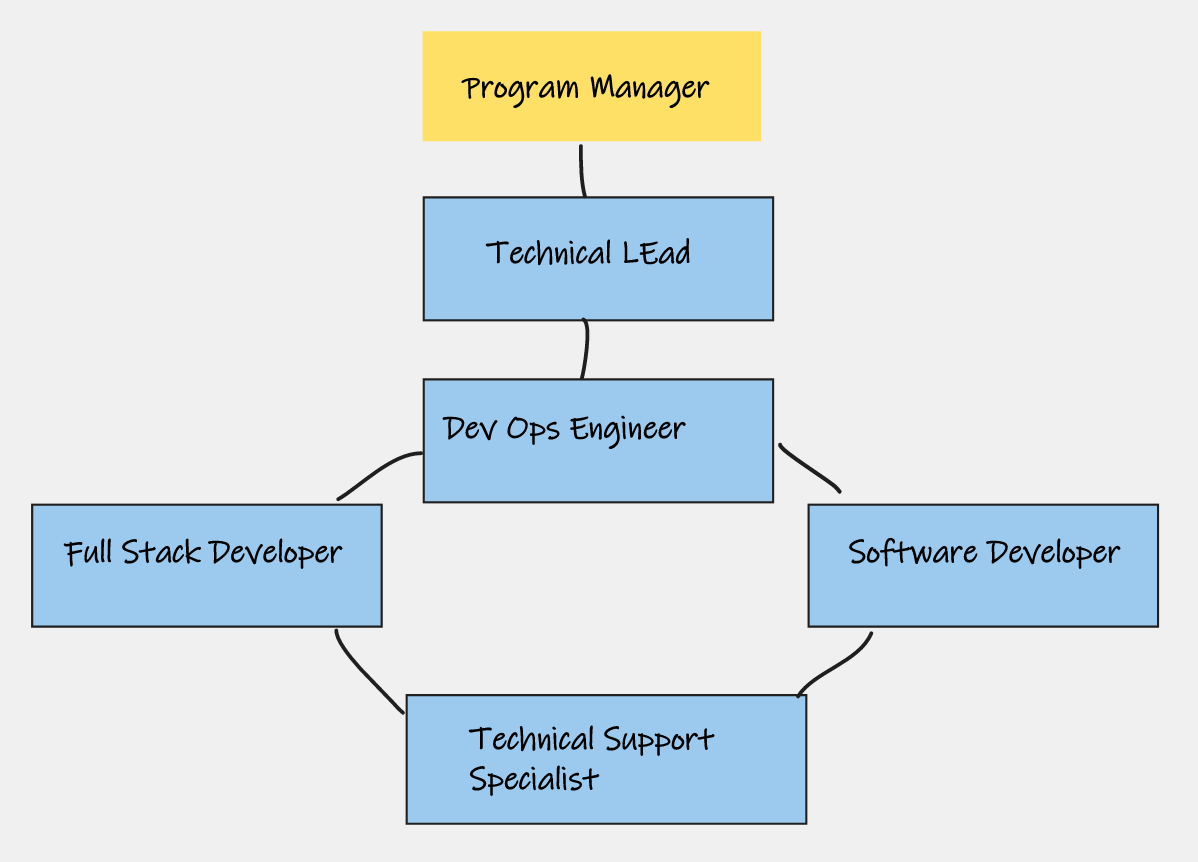 Program Manager
Technical LEad
Dev Ops Engineer
Full Stack Developer
Software Developer
Technical Support
Specialist